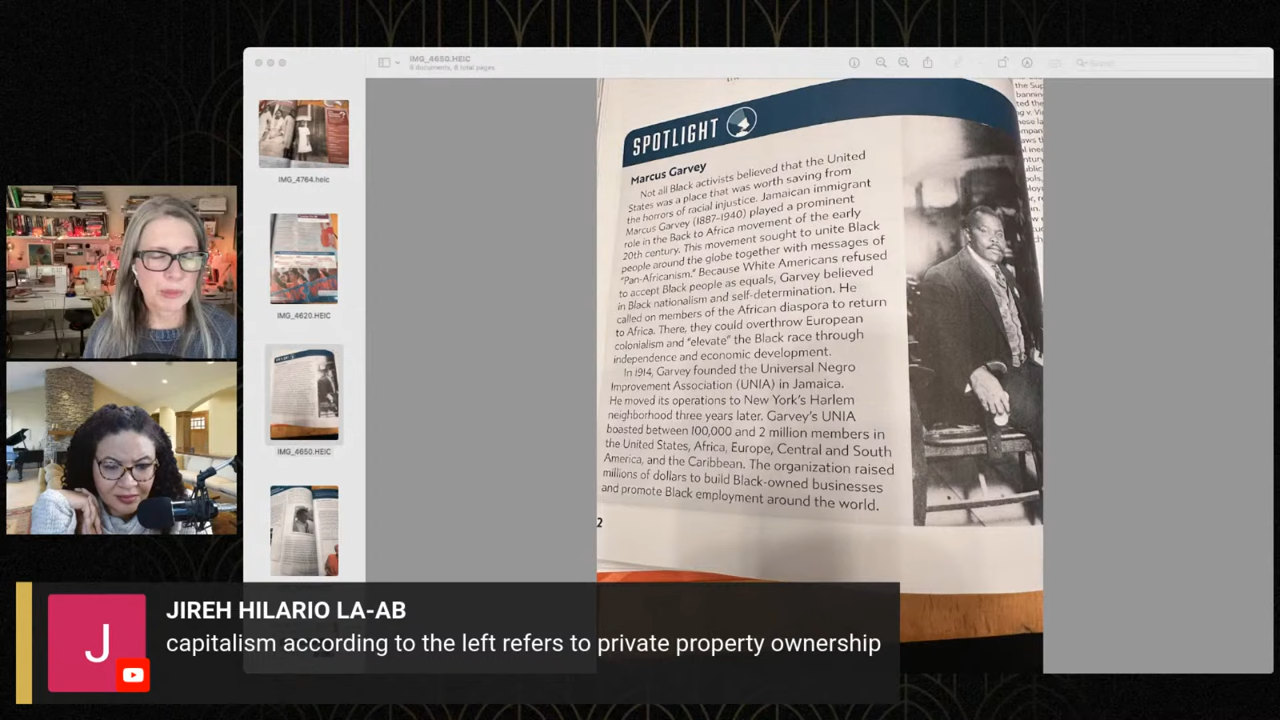 IMG_4650.HEIC
6 documents, 6 total pages
Search
IMG_4764.heic
IMG_4620.HEIC
IMG_4650.HEIC
SPOTLIGHT
Marcus Garvey
Not all Black activists believed that the United
States was a place that was worth saving from
the horrors of racial injustice. Jamaican immigrant
Marcus Garvey (1887–1940) played a prominent
role in the Back to Africa movement of the early
20th century. This movement sought to unite Black
people around the globe together with messages of
"Pan-Africanism." Because White Americans refused
to accept Black people as equals, Garvey believed
in Black nationalism and self-determination. He
called on members of the African diaspora to return
to Africa. There, they could overthrow European
colonialism and "elevate" the Black race through
independence and economic development.
In 1914, Garvey founded the Universal Negro
Improvement Association (UNIA) in Jamaica.
He moved its operations to New York's Harlem
neighborhood three years later. Garvey's UNIA
boasted between 100,000 and 2 million members in
the United States, Africa, Europe, Central and South
America, and the Caribbean. The organization raised
millions of dollars to build Black-owned businesses
and promote Black employment around the world.
2
J
JIREH HILARIO LA-AB
capitalism according to the left refers to private property ownership